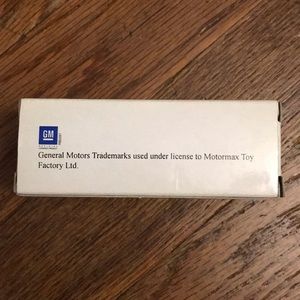 GM
General Motors Trademarks used under license to Motormax Toy
Factory Ltd.